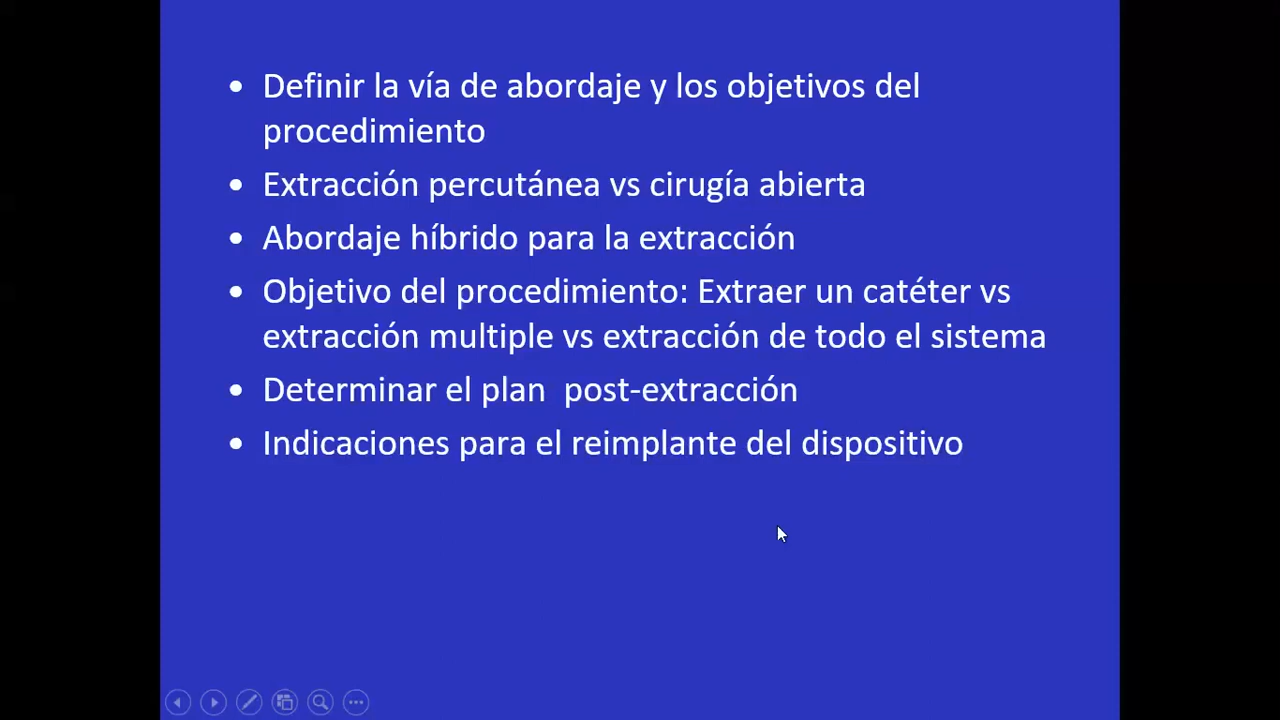 • Definir la vía de abordaje y los objetivos del
procedimiento
• Extracción percutánea vs cirugía abierta
• Abordaje híbrido para la extracción
• Objetivo del procedimiento: Extraer un catéter vs
extracción multiple vs extracción de todo el sistema
• Determinar el plan  post-extracción
• Indicaciones para el reimplante del dispositivo